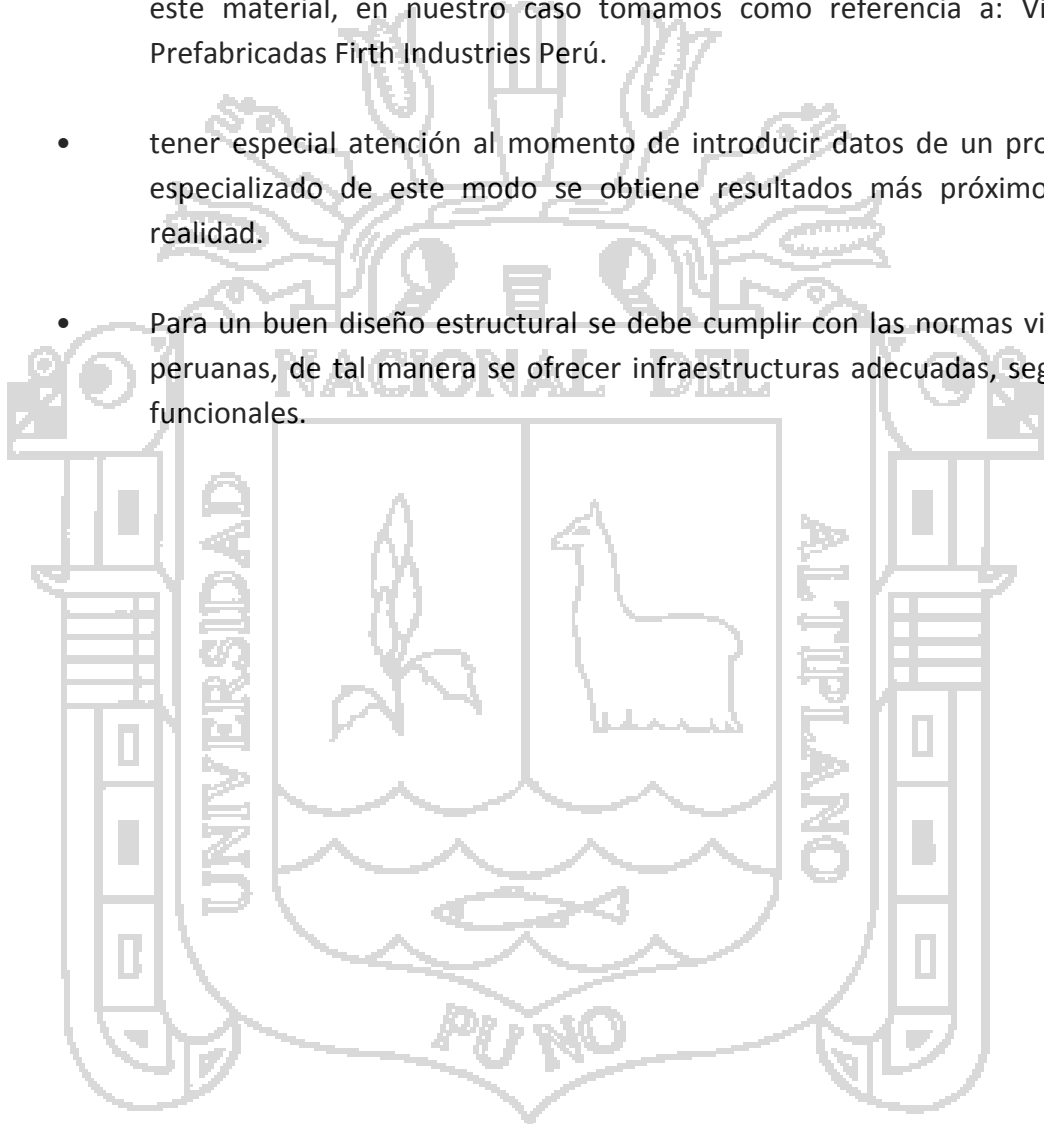 este material, en nuestro caso tomamos como referencia a:
Prefabricadas Firth Industries Perú.
• tener especial atención al momento de introducir datos de un
especializado de este modo se obtiene resultados más
realidad.
• Para un buen diseño estructural se debe cumplir con las normas
peruanas, de tal manera se ofrecer infraestructuras adecuadas,
funcionales.
NACIONAL DEL
UNIVERSIDAD
ALTIPLANO
PUNO